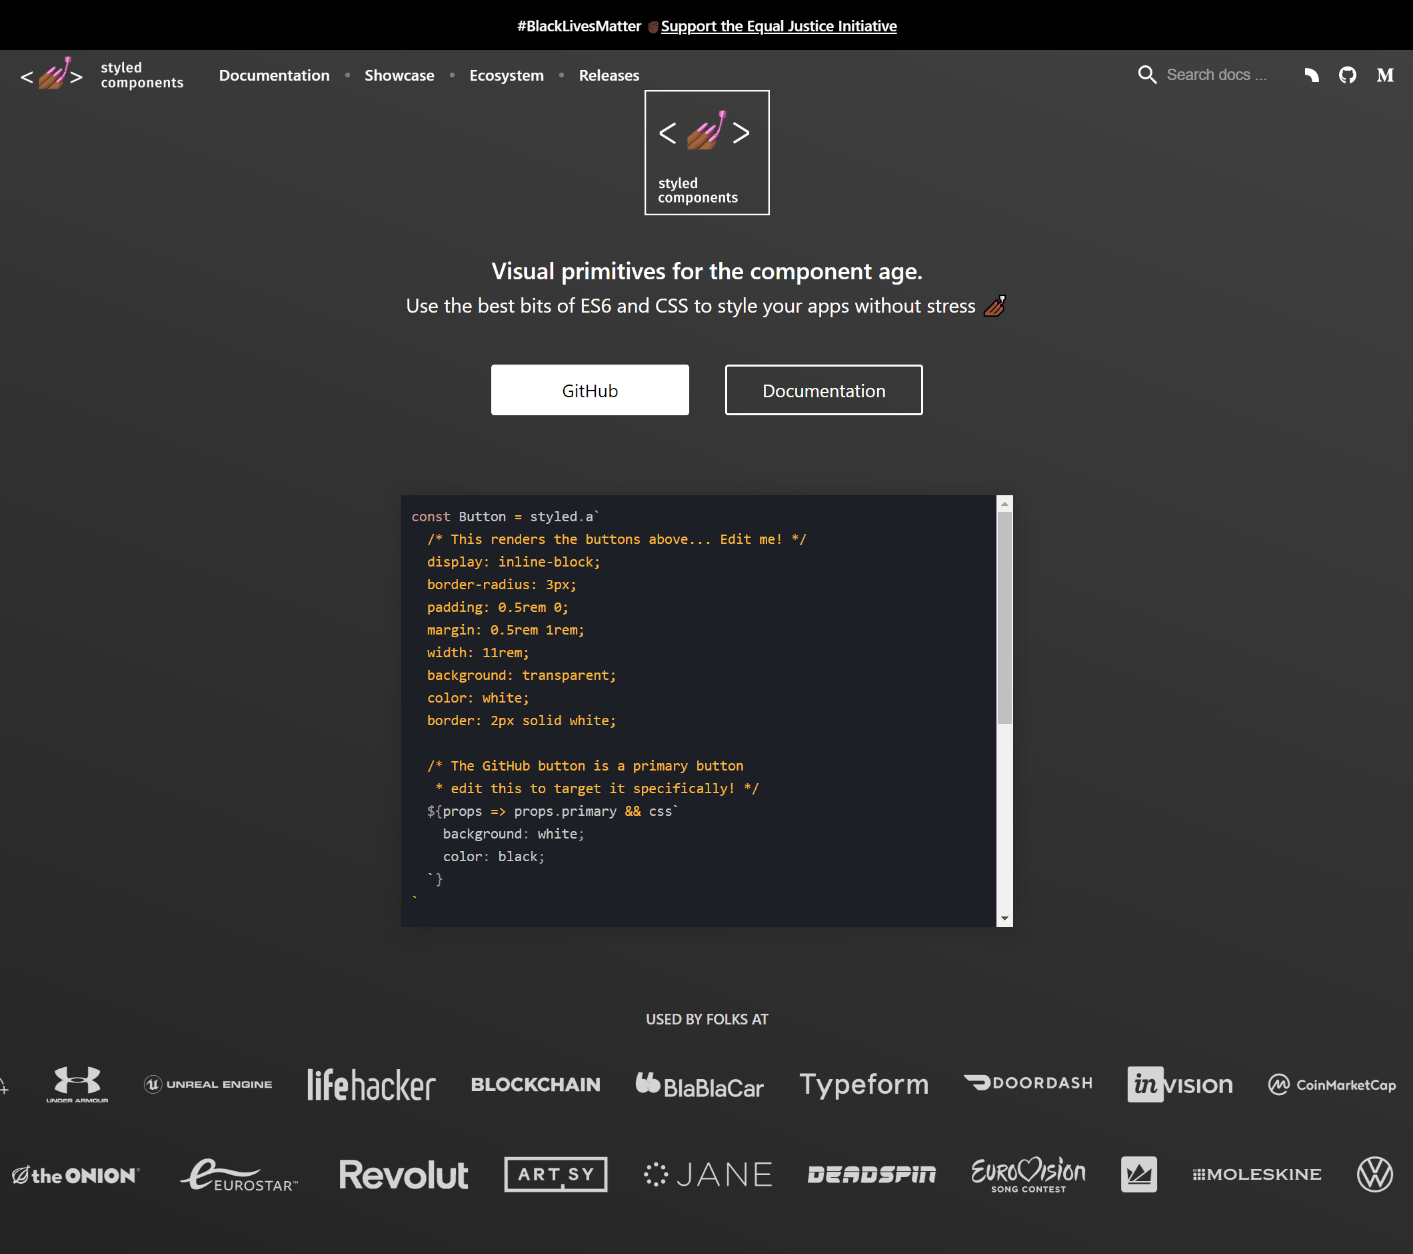 #BlackLivesMatter ✊🏿 Support the Equal Justice Initiative
styled
components
Documentation • Showcase • Ecosystem • Releases
Search docs ...
M
< >
styled
components
Visual primitives for the component age.
Use the best bits of ES6 and CSS to style your apps without stress 💅🏾
GitHub
Documentation
const Button = styled.a`
  /* This renders the buttons above... Edit me! */
  display: inline-block;
  border-radius: 3px;
  padding: 0.5rem 0;
  margin: 0.5rem 1rem;
  width: 11rem;
  background: transparent;
  color: white;
  border: 2px solid white;
  /* The GitHub button is a primary button
   * edit this to target it specifically! */
  ${props => props.primary && css`
    background: white;
    color: black;
  `}
`
USED BY FOLKS AT
UNDER ARMOUR
UNREAL ENGINE
lifehacker
BLOCKCHAIN
BlaBlaCar
Typeform
DOORDASH
inVISION
CoinMarketCap
the ONION
EUROSTAR™
Revolut
ARTSY
JANE
DEADSPIN
EUROVISION
SONG CONTEST
MOLESKINE